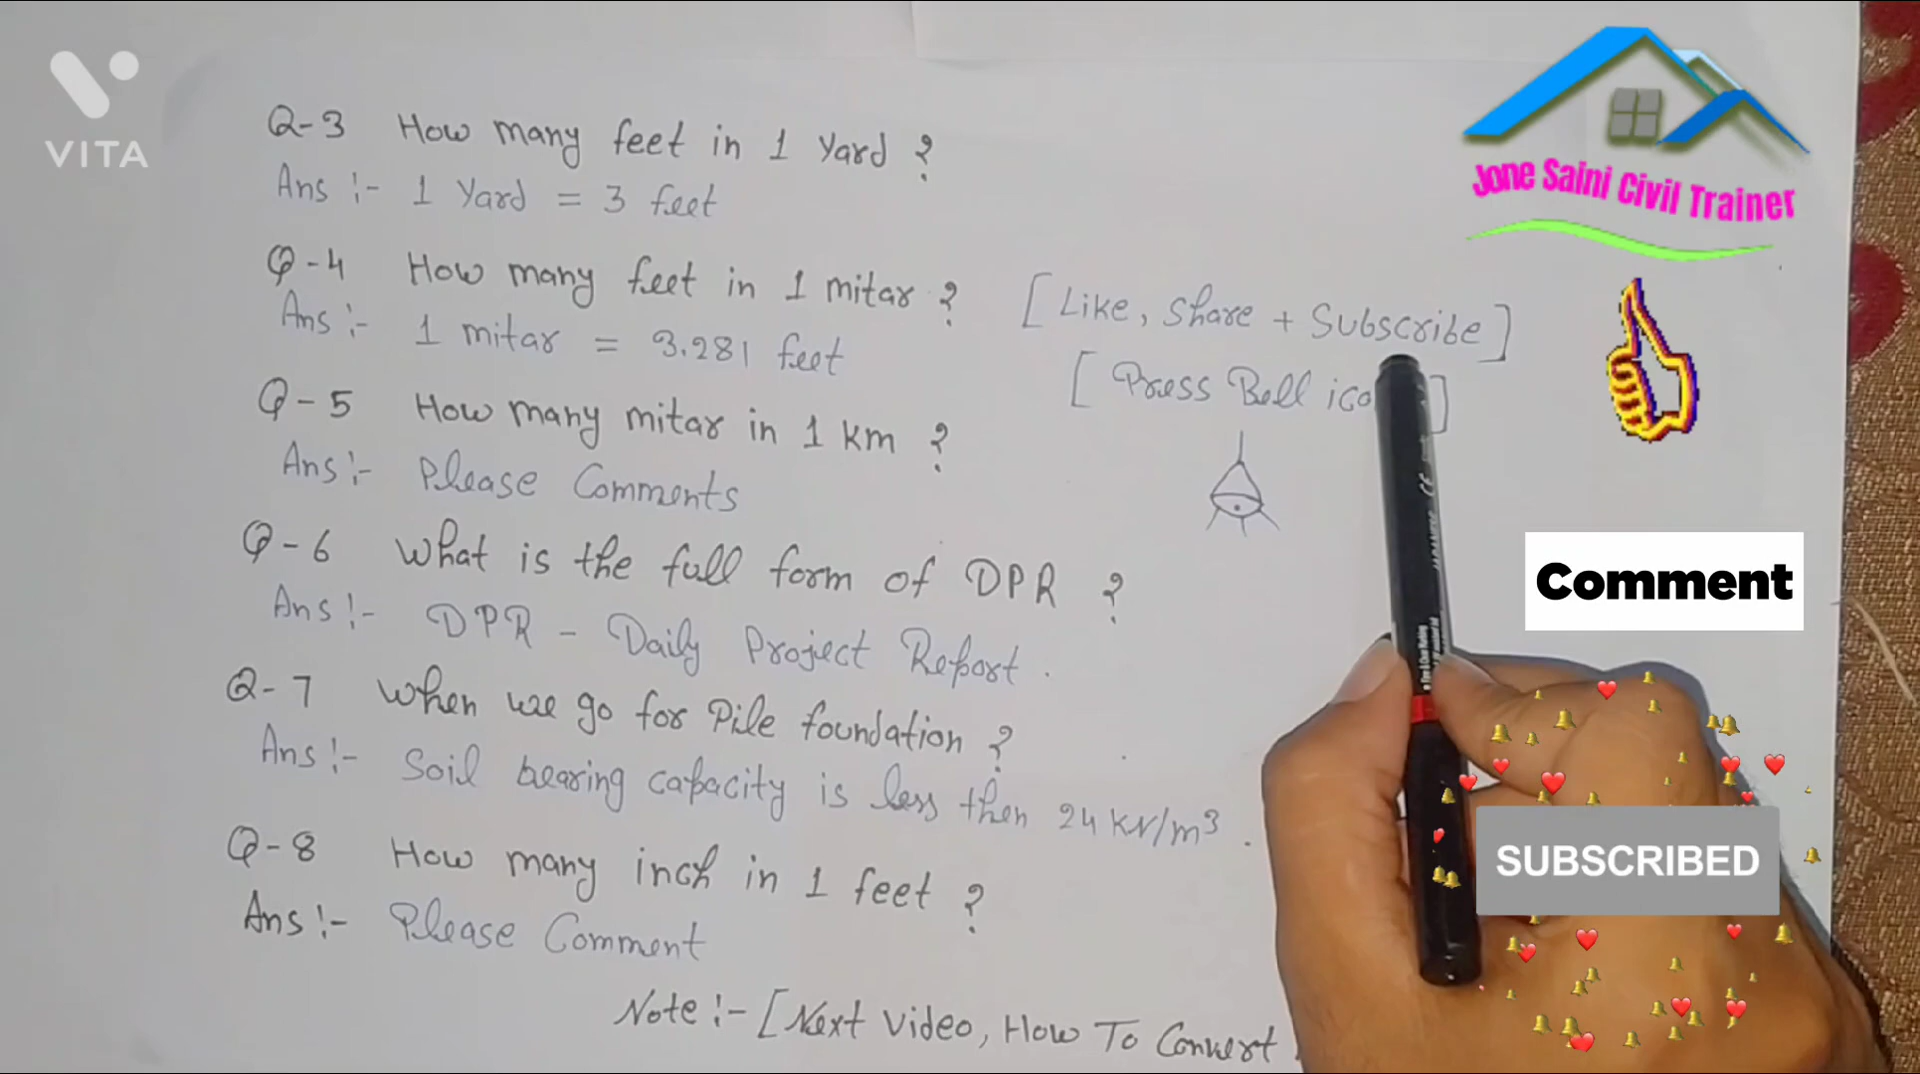 VITA
Q-3 How many feet in 1 Yard ?
Ans :- 1 Yard = 3 feet
Q-4 How many feet in 1 mitar ?
Ans :- 1 mitar = 3.281 feet
Q-5 How many mitar in 1 km ?
Ans :- Please Comments
Q-6 What is the full form of DPR ?
Ans :- DPR - Daily Project Report.
Q-7 When we go for Pile foundation ?
Ans :- Soil bearing capacity is less then 24 KN/m³.
Q-8 How many inch in 1 feet ?
Ans :- Please Comment
Note :- [Next Video, How To Convert
[Like, Share + Subscribe]
[Press Bell ico ]
Jone Saini Civil Trainer
Comment
SUBSCRIBED